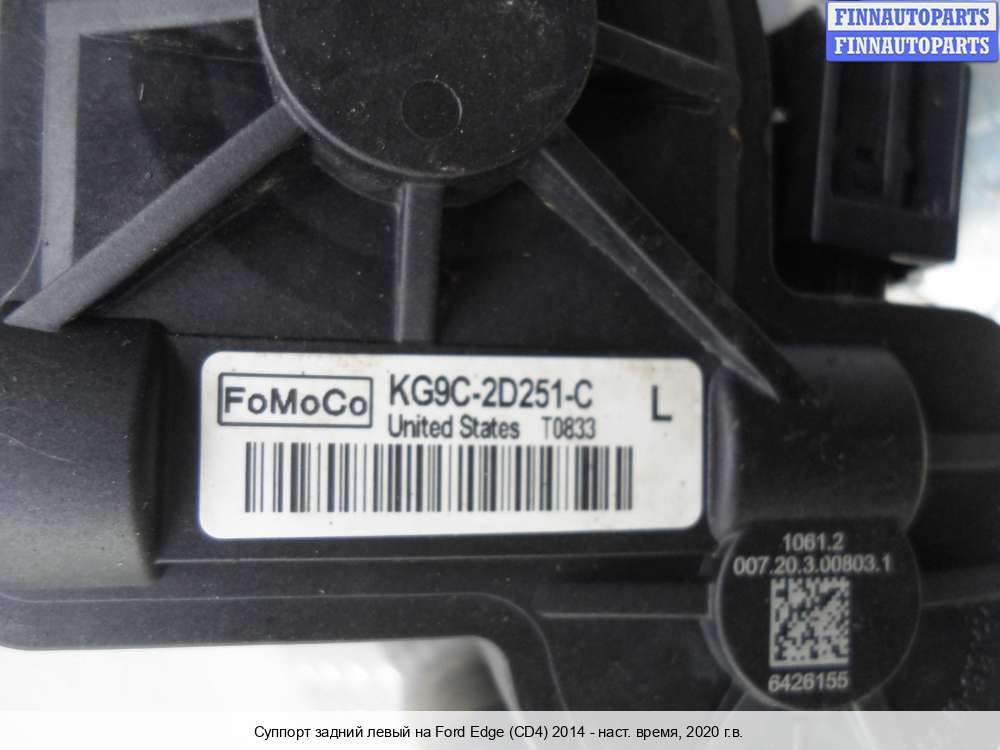 FINNAUTOPARTS
FINNAUTOPARTS
FoMoCo
KG9C-2D251-C
L
United States T0833
1061.2
007.20.3.00803.1
6426155
Суппорт задний левый на Ford Edge (CD4) 2014 - наст. время, 2020 г.в.